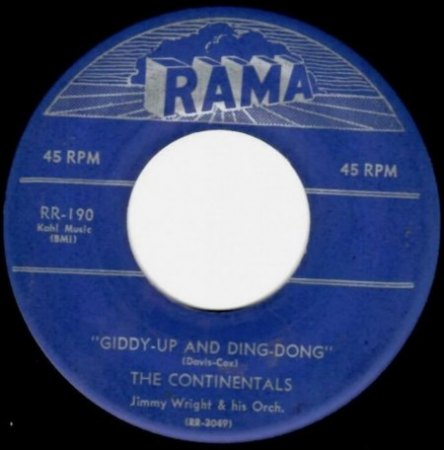 RAMA
45 RPM
45 RPM
RR-190
Kahl Music
(BMI)
"GIDDY-UP AND DING-DONG"
(Davis-Cox)
THE CONTINENTALS
Jimmy Wright & his Orch.
(RR-3049)